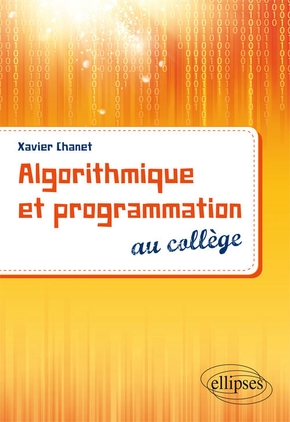 Xavier Chanet
Algorithmique
et programmation
au collège
ellipses